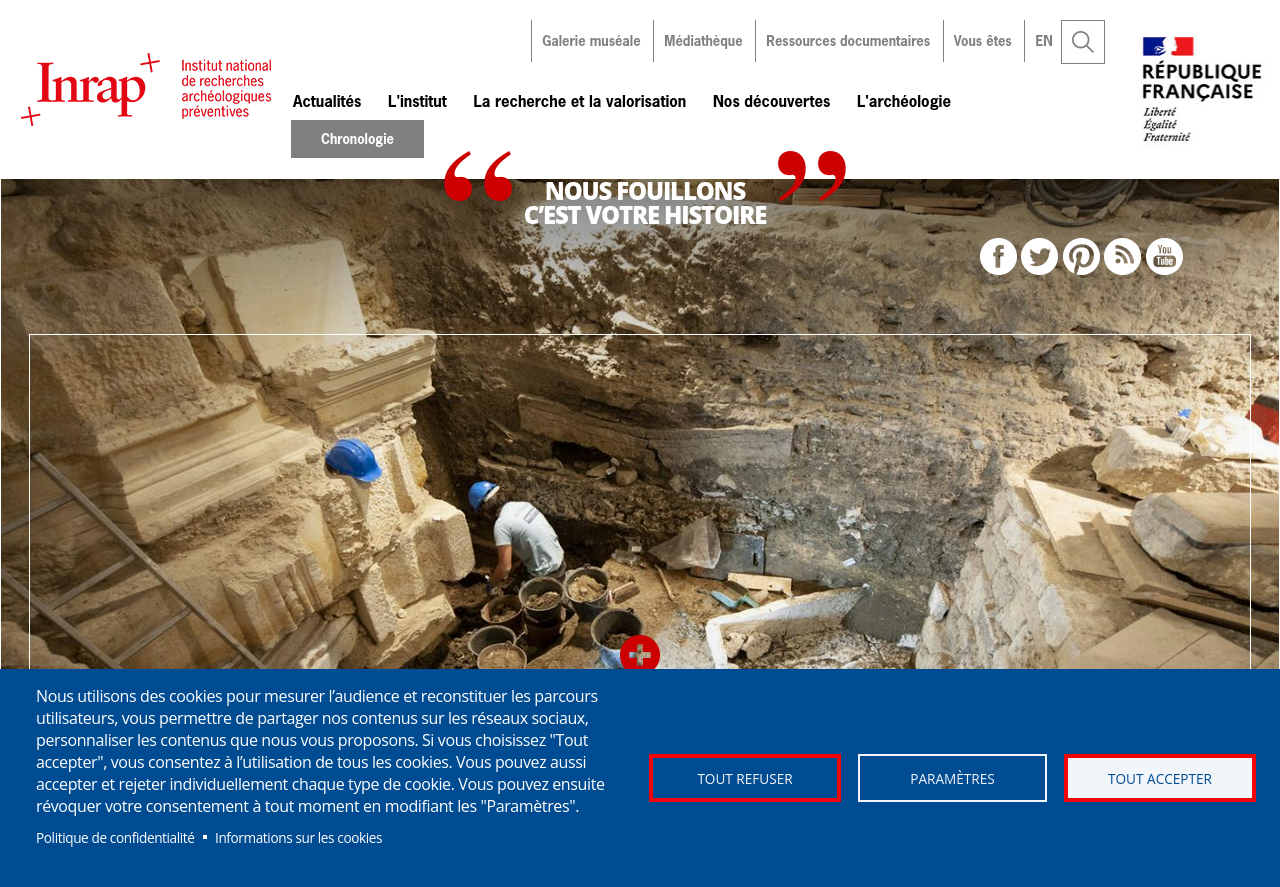 Galerie muséale
Médiathèque
Ressources documentaires
Vous êtes
EN
Inrap
Institut national
de recherches
archéologiques
préventives
RÉPUBLIQUE
FRANÇAISE
Liberté
Égalité
Fraternité
Actualités
L'institut
La recherche et la valorisation
Nos découvertes
L'archéologie
Chronologie
“ NOUS FOUILLONS
C’EST VOTRE HISTOIRE ”
You
Tube
Nous utilisons des cookies pour mesurer l’audience et reconstituer les parcours
utilisateurs, vous permettre de partager nos contenus sur les réseaux sociaux,
personnaliser les contenus que nous vous proposons. Si vous choisissez "Tout
accepter", vous consentez à l’utilisation de tous les cookies. Vous pouvez aussi
accepter et rejeter individuellement chaque type de cookie. Vous pouvez ensuite
révoquer votre consentement à tout moment en modifiant les "Paramètres".
Politique de confidentialité ▪ Informations sur les cookies
TOUT REFUSER
PARAMÈTRES
TOUT ACCEPTER